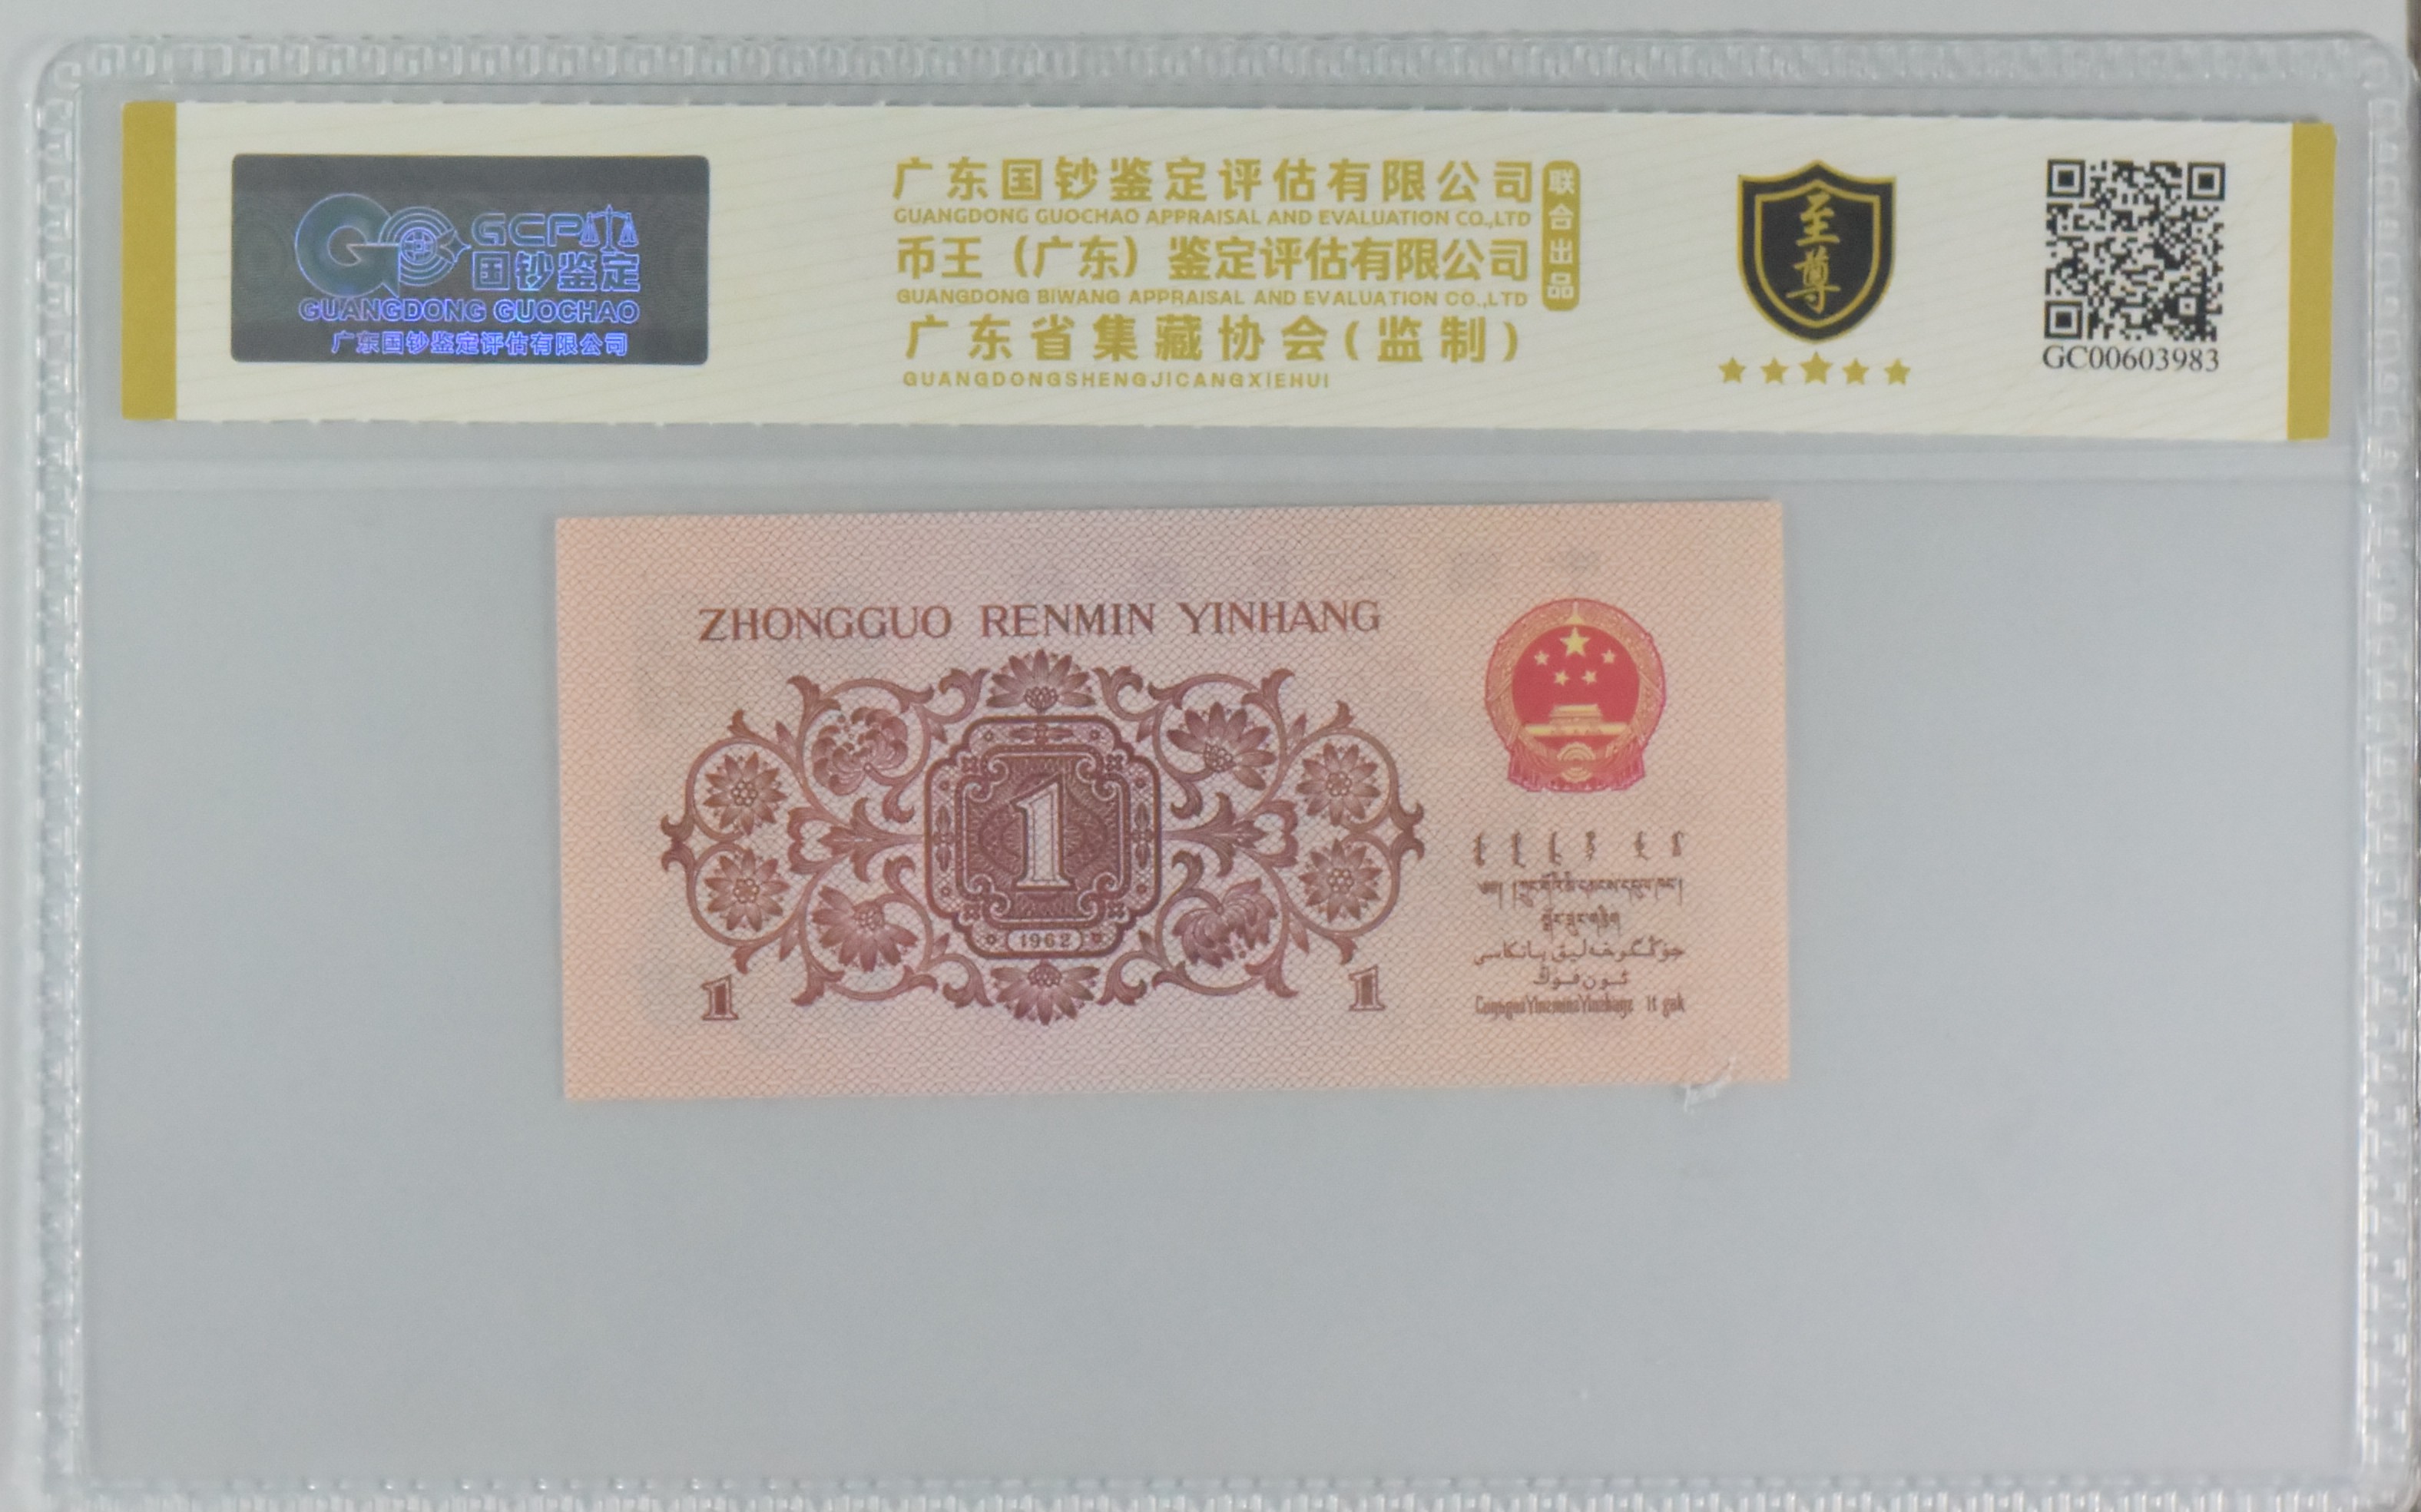 GCP
国钞鉴定
GUANGDONG GUOCHAO
广东国钞鉴定评估有限公司
广东国钞鉴定评估有限公司
GUANGDONG GUOCHAO APPRAISAL AND EVALUATION CO.,LTD
币王（广东）鉴定评估有限公司
GUANGDONG BIWANG APPRAISAL AND EVALUATION CO.,LTD
广东省集藏协会(监制)
GUANGDONGSHENGJICANGXIEHUI
联合出品
至尊
GC00603983
ZHONGGUO RENMIN YINHANG
1
1962
1 1
جۇڭگوخەلىق بانكاسى
ئون فۇڭ